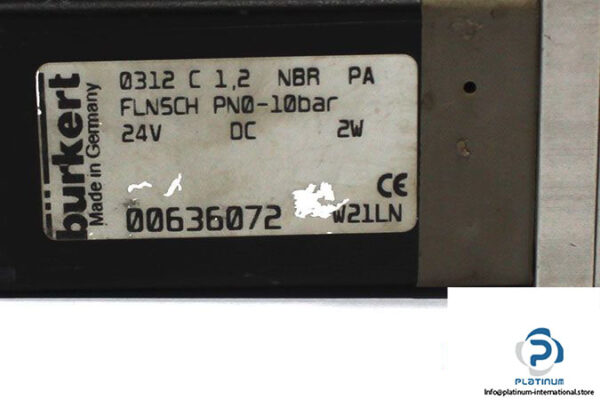 burkert
Made in Germany
0312 C 1,2 NBR PA
FLNSCH PN0-10bar
24V DC 2W
CE
00636072 W21LN
PLATINUM
Info@platinum-international.store